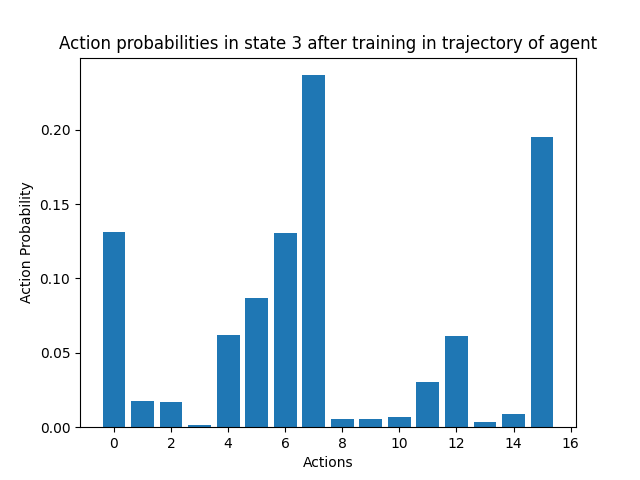 Action probabilities in state 3 after training in trajectory of agent
Action Probability
0.20
0.15
0.10
0.05
0.00
0 2 4 6 8 10 12 14 16
Actions